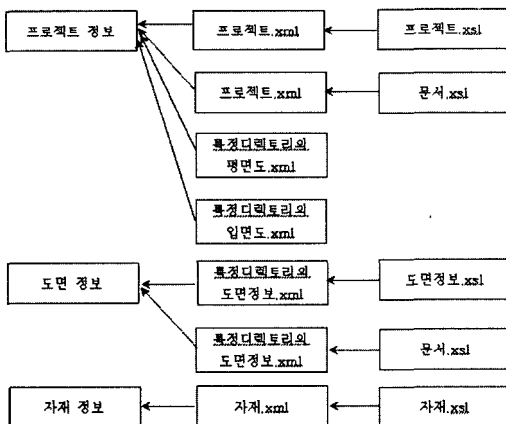 프로젝트 정보
프로젝트.xml
프로젝트.xsl
프로젝트.xml
문서.xsl
특정디렉토리의
평면도.xml
특정디렉토리의
입면도.xml
도면 정보
특정디렉토리의
도면정보.xml
도면정보.xsl
특정디렉토리의
도면정보.xml
문서.xsl
자재 정보
자재.xml
자재.xsl